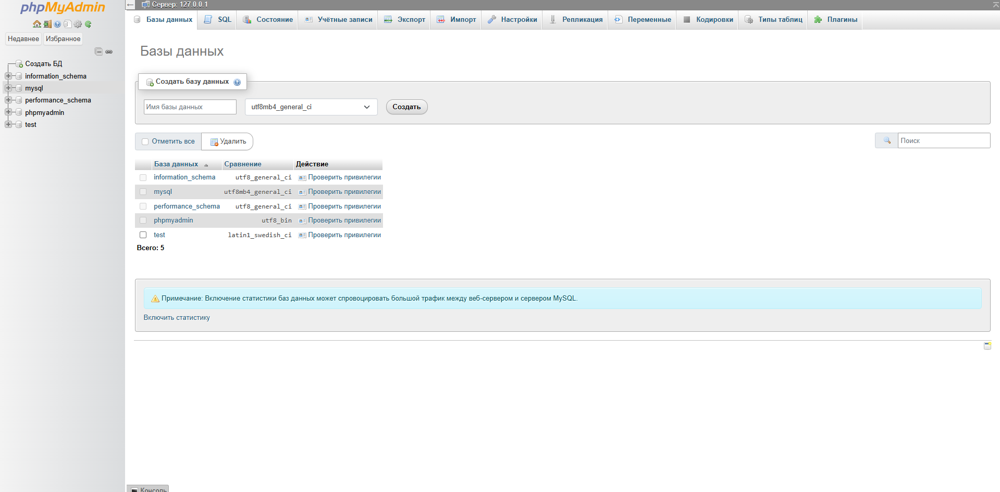 phpMyAdmin
Недавнее Избранное
Создать БД
information_schema
mysql
performance_schema
phpmyadmin
test
Сервер: 127.0.0.1
Базы данных SQL Состояние Учётные записи Экспорт Импорт Настройки Репликация Переменные Кодировки Типы таблиц Плагины
Базы данных
Создать базу данных
Имя базы данных utf8mb4_general_ci Создать
Отметить все Удалить Поиск
База данных Сравнение Действие
information_schema utf8_general_ci Проверить привилегии
mysql utf8mb4_general_ci Проверить привилегии
performance_schema utf8_general_ci Проверить привилегии
phpmyadmin utf8_bin Проверить привилегии
test latin1_swedish_ci Проверить привилегии
Всего: 5
Примечание: Включение статистики баз данных может спровоцировать большой трафик между веб-сервером и сервером MySQL.
Включить статистику
Консоль